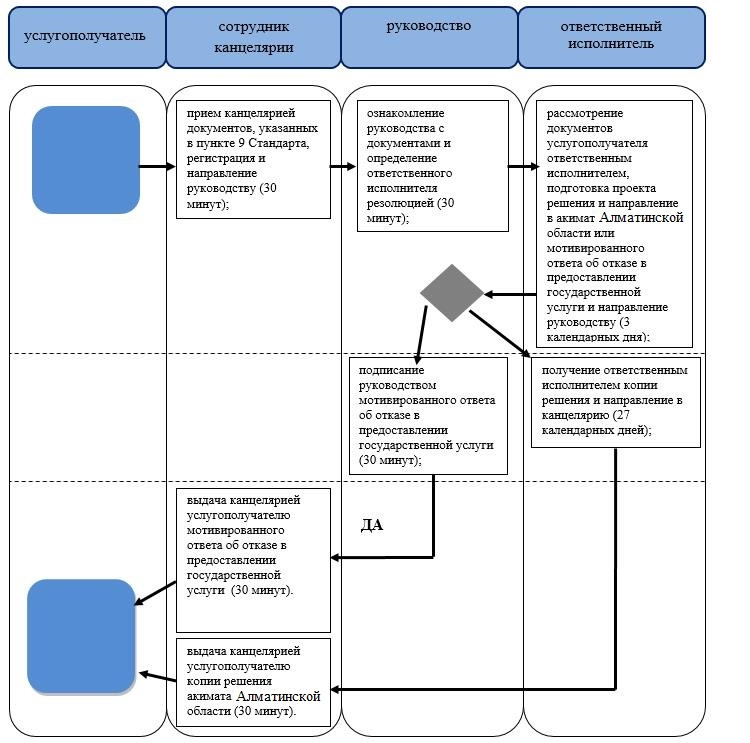 услугополучатель
сотрудник
канцелярии
руководство
ответственный
исполнитель
прием канцелярией
документов, указанных
в пункте 9 Стандарта,
регистрация и
направление
руководству (30
минут);
ознакомление
руководства с
документами и
определение
ответственного
исполнителя
резолюцией (30
минут);
рассмотрение
документов
услугополучателя
ответственным
исполнителем,
подготовка проекта
решения и направление
в акимат Алматинской
области или
мотивированного
ответа об отказе в
предоставлении
государственной
услуги и направление
руководству (3
календарных дня);
подписание
руководством
мотивированного ответа
об отказе в
предоставлении
государственной услуги
(30 минут);
получение ответственным
исполнителем копии
решения и направление в
канцелярию (27
календарных дней);
выдача канцелярией
услугополучателю
мотивированного
ответа об отказе в
предоставлении
государственной
услуги (30 минут).
ДА
выдача канцелярией
услугополучателю
копии решения
акимата Алматинской
области (30 минут).